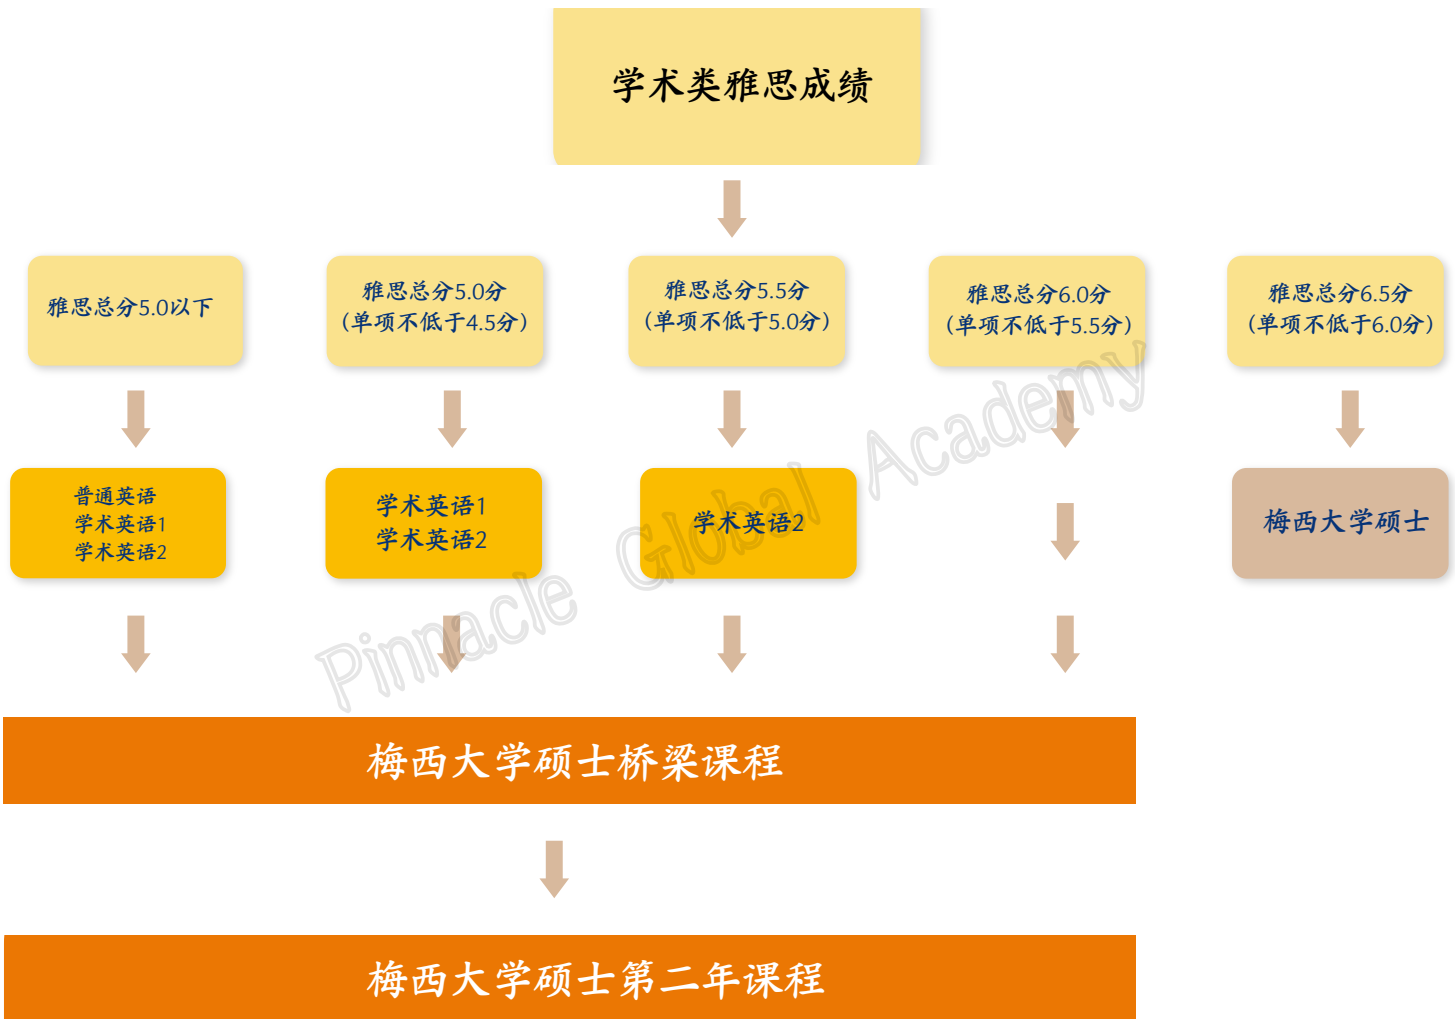 学术类雅思成绩
雅思总分5.0以下
雅思总分5.0分
(单项不低于4.5分)
雅思总分5.5分
(单项不低于5.0分)
雅思总分6.0分
(单项不低于5.5分)
雅思总分6.5分
(单项不低于6.0分)
普通英语
学术英语1
学术英语2
学术英语1
学术英语2
学术英语2
梅西大学硕士
Pinnacle Global Academy
梅西大学硕士桥梁课程
梅西大学硕士第二年课程